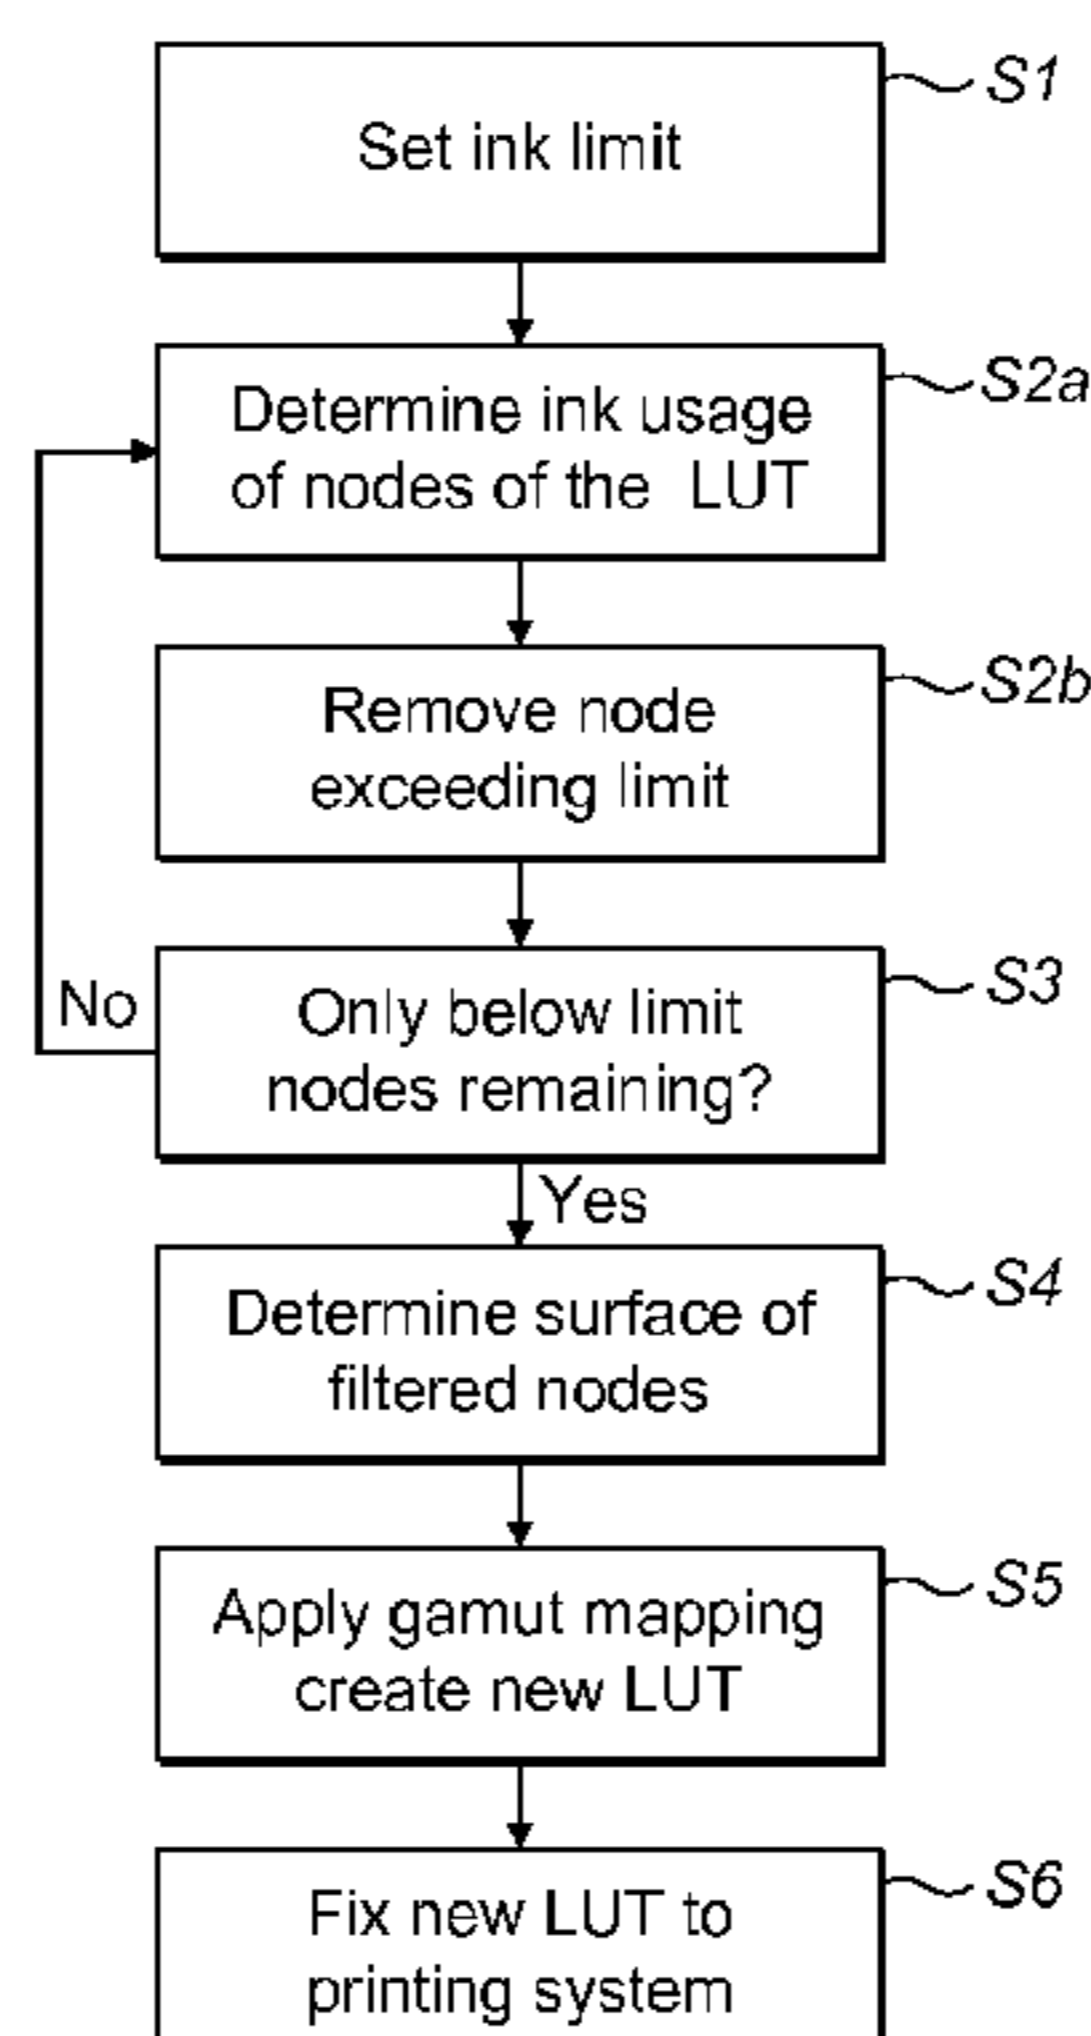 Set ink limit
S1
Determine ink usage
of nodes of the LUT
S2a
Remove node
exceeding limit
S2b
Only below limit
nodes remaining?
S3
No
Yes
Determine surface of
filtered nodes
S4
Apply gamut mapping
create new LUT
S5
Fix new LUT to
printing system
S6